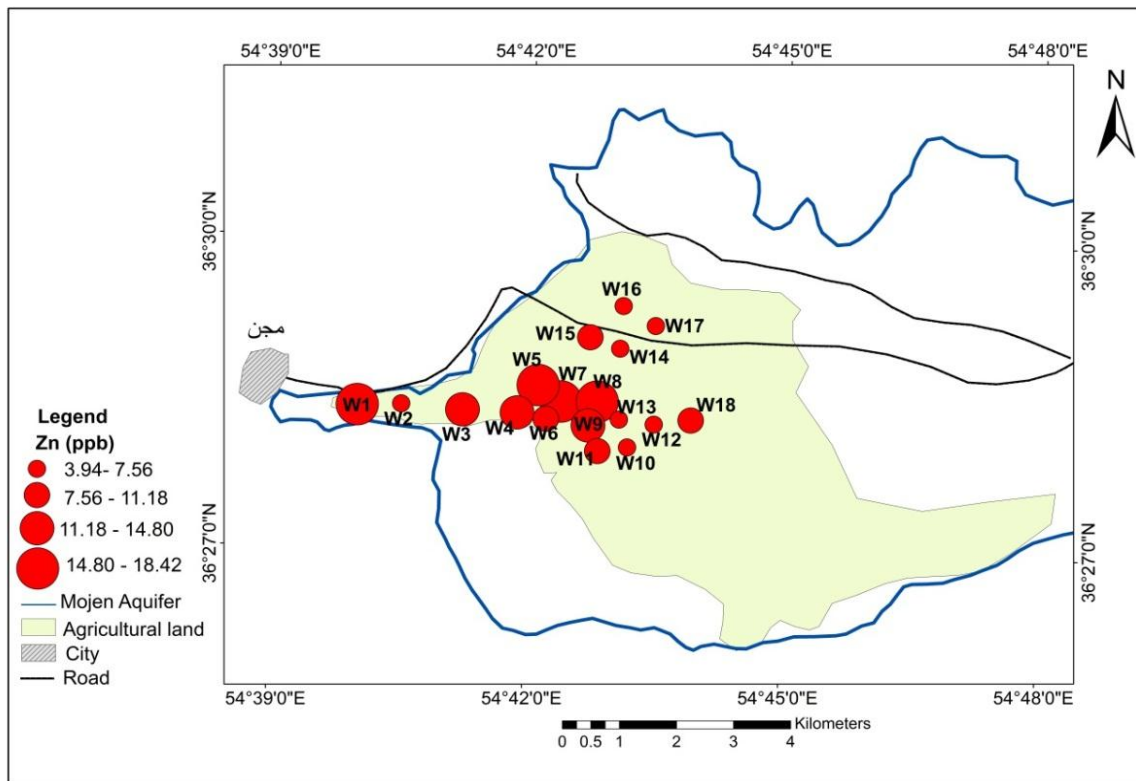 54°39'0"E 54°42'0"E 54°45'0"E 54°48'0"E
N
36°30'0"N 36°30'0"N
W16
W17
W15
W14
مجن
W5
W7
W8
W1
W2
W3
W4
W6
W9
W13
W12
W18
W11
W10
Legend
Zn (ppb)
3.94- 7.56
7.56 - 11.18
11.18 - 14.80
14.80 - 18.42
Mojen Aquifer
Agricultural land
City
Road
36°27'0"N 36°27'0"N
54°39'0"E 54°42'0"E 54°45'0"E 54°48'0"E
Kilometers
0 0.5 1 2 3 4